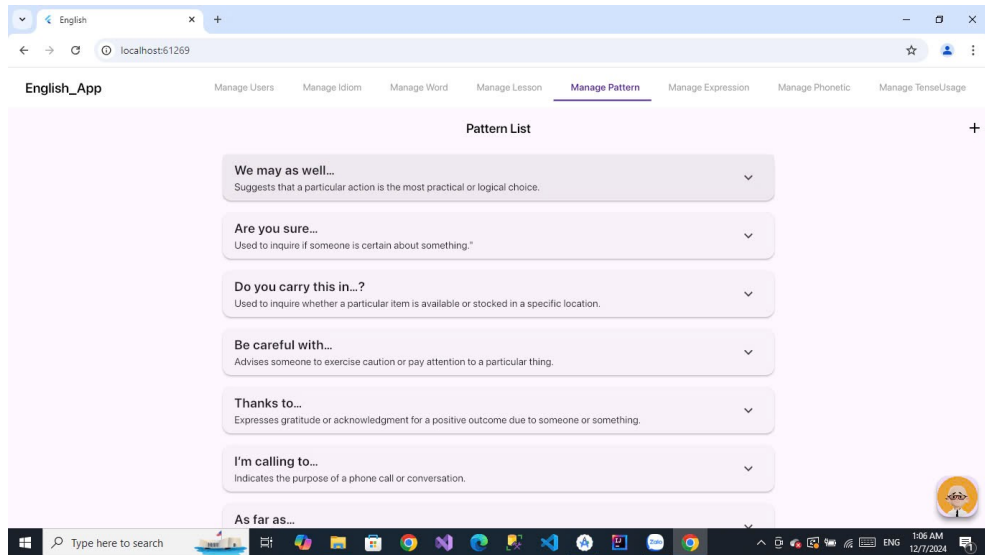 English
localhost:61269
English_App
Manage Users Manage Idiom Manage Word Manage Lesson Manage Pattern Manage Expression Manage Phonetic Manage TenseUsage
Pattern List
We may as well...
Suggests that a particular action is the most practical or logical choice.
Are you sure...
Used to inquire if someone is certain about something."
Do you carry this in...?
Used to inquire whether a particular item is available or stocked in a specific location.
Be careful with...
Advises someone to exercise caution or pay attention to a particular thing.
Thanks to...
Expresses gratitude or acknowledgment for a positive outcome due to someone or something.
I'm calling to...
Indicates the purpose of a phone call or conversation.
As far as...
Type here to search
Zalo
ENG
1:06 AM
12/7/2024
1